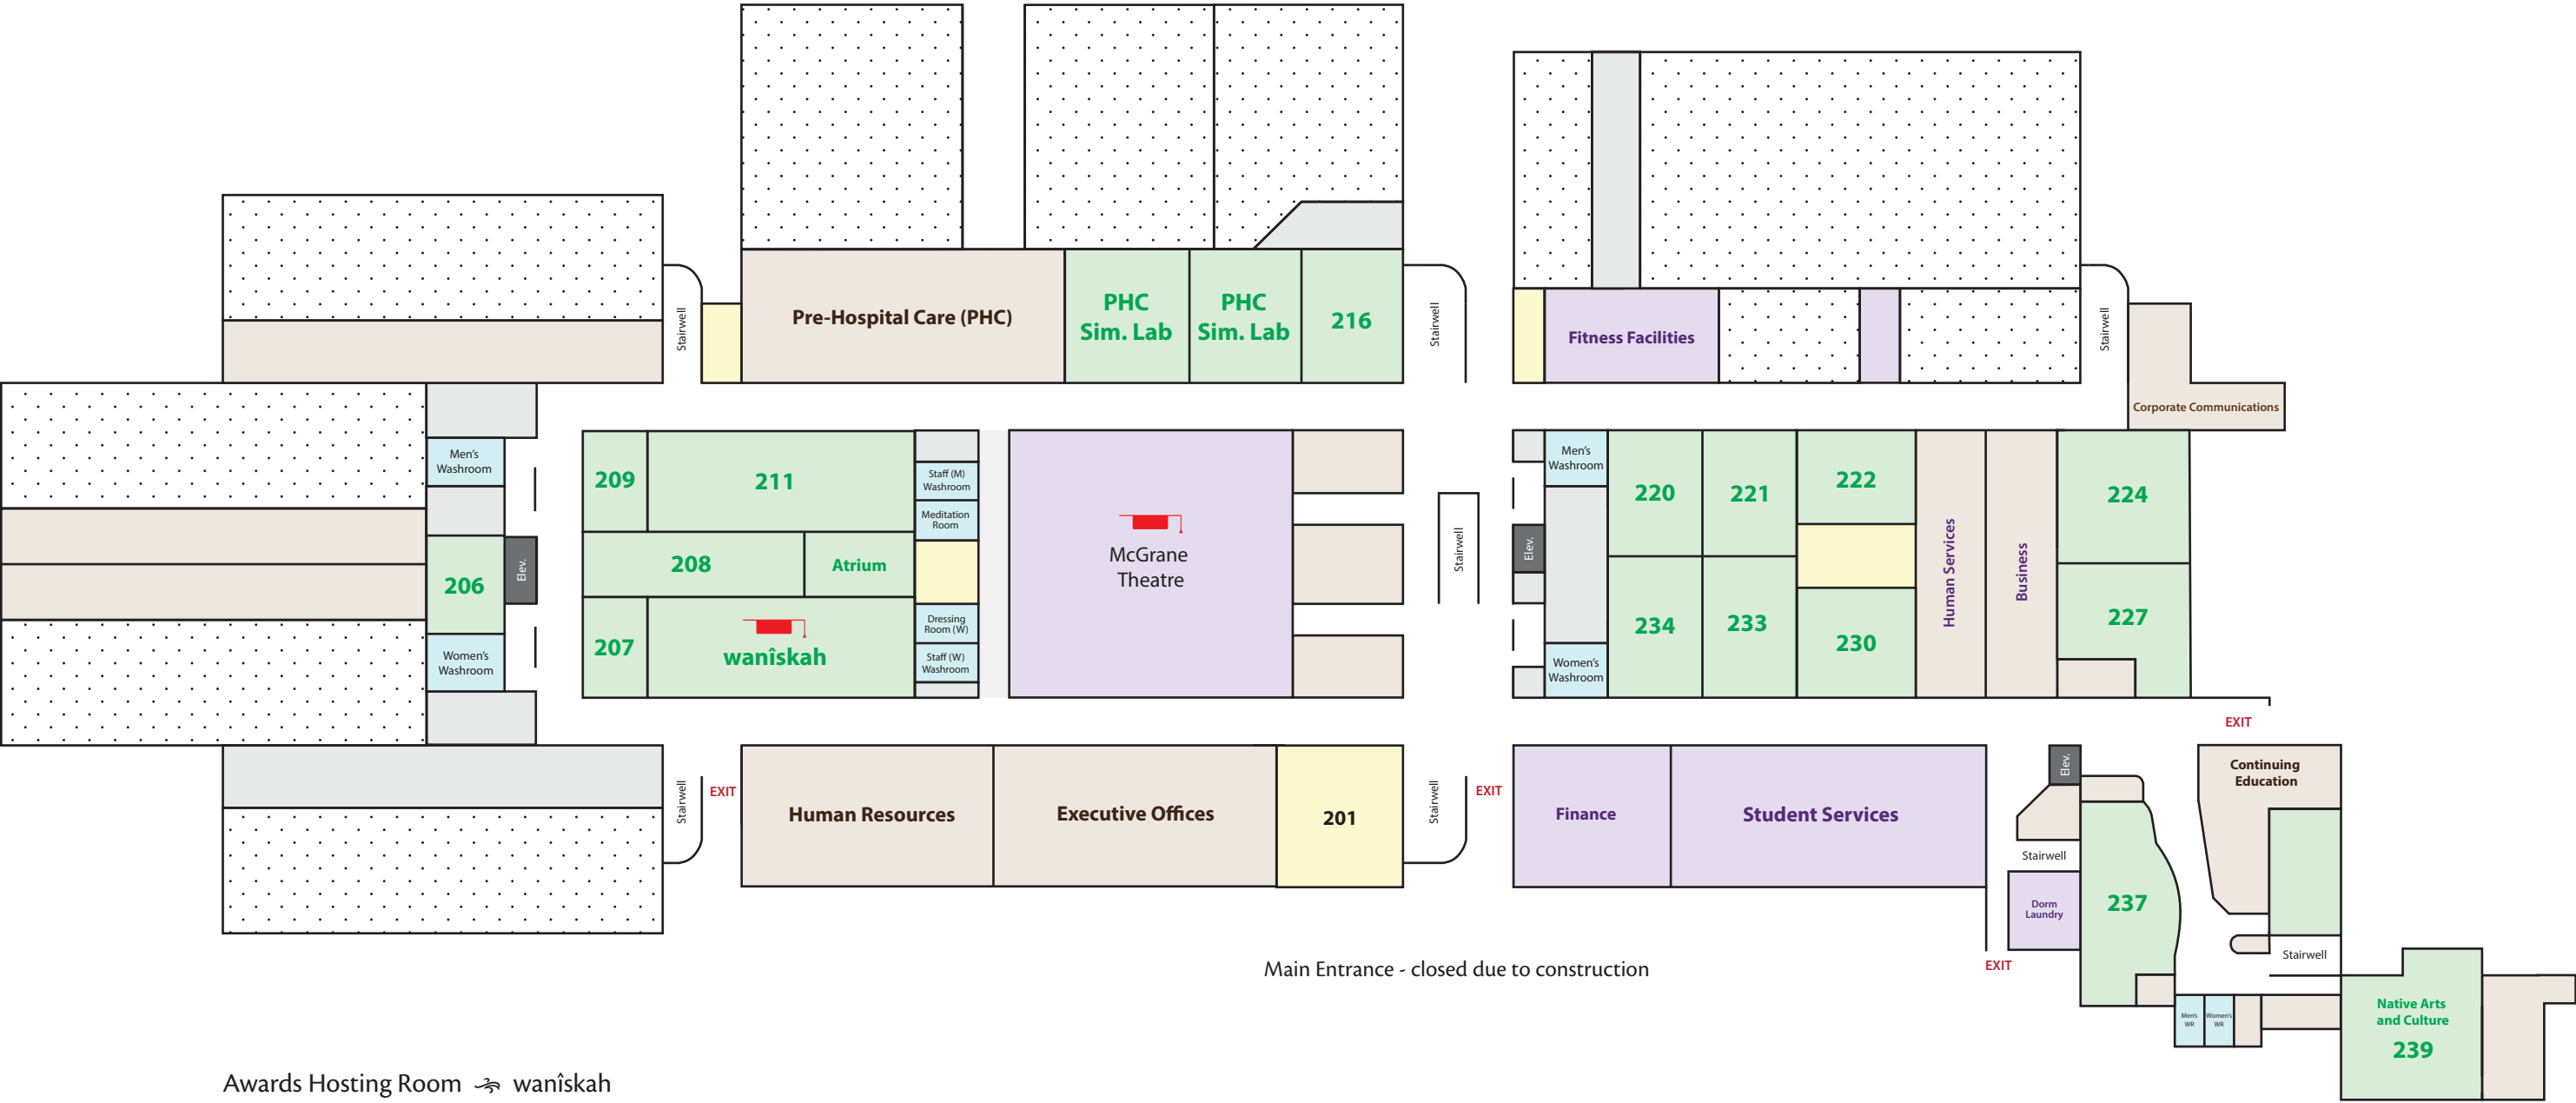 Stairwell
Pre-Hospital Care (PHC)
PHC
Sim. Lab
PHC
Sim. Lab
216
Stairwell
Fitness Facilities
Stairwell
Corporate Communications
Men's
Washroom
206
Elev.
Women's
Washroom
209
211
208
Atrium
207
wanîskah
Staff (M)
Washroom
Meditation
Room
Dressing
Room (W)
Staff (W)
Washroom
McGrane
Theatre
Stairwell
Elev.
Men's
Washroom
Women's
Washroom
220
221
222
234
233
230
Human Services
Business
224
227
EXIT
Stairwell
EXIT
Human Resources
Executive Offices
201
Stairwell
EXIT
Finance
Student Services
Elev.
Stairwell
Dorm
Laundry
237
EXIT
Continuing
Education
Stairwell
Men's
WR
Women's
WR
Native Arts
and Culture
239
Main Entrance - closed due to construction
Awards Hosting Room wanîskah